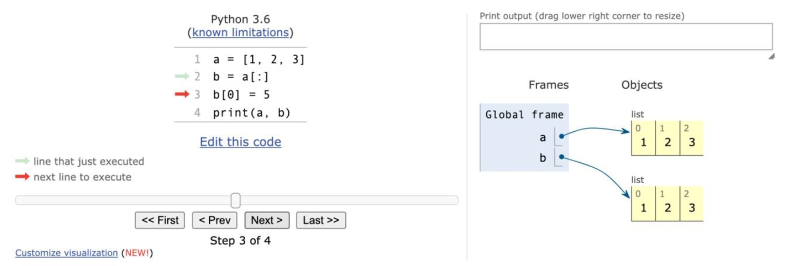 Python 3.6
(known limitations)
1 a = [1, 2, 3]
2 b = a[:]
3 b[0] = 5
4 print(a, b)
Edit this code
line that just executed
next line to execute
<< First < Prev Next > Last >>
Step 3 of 4
Customize visualization (NEW!)
Print output (drag lower right corner to resize)
Frames Objects
Global frame
a
b
list
0 1 2
1 2 3
list
0 1 2
1 2 3